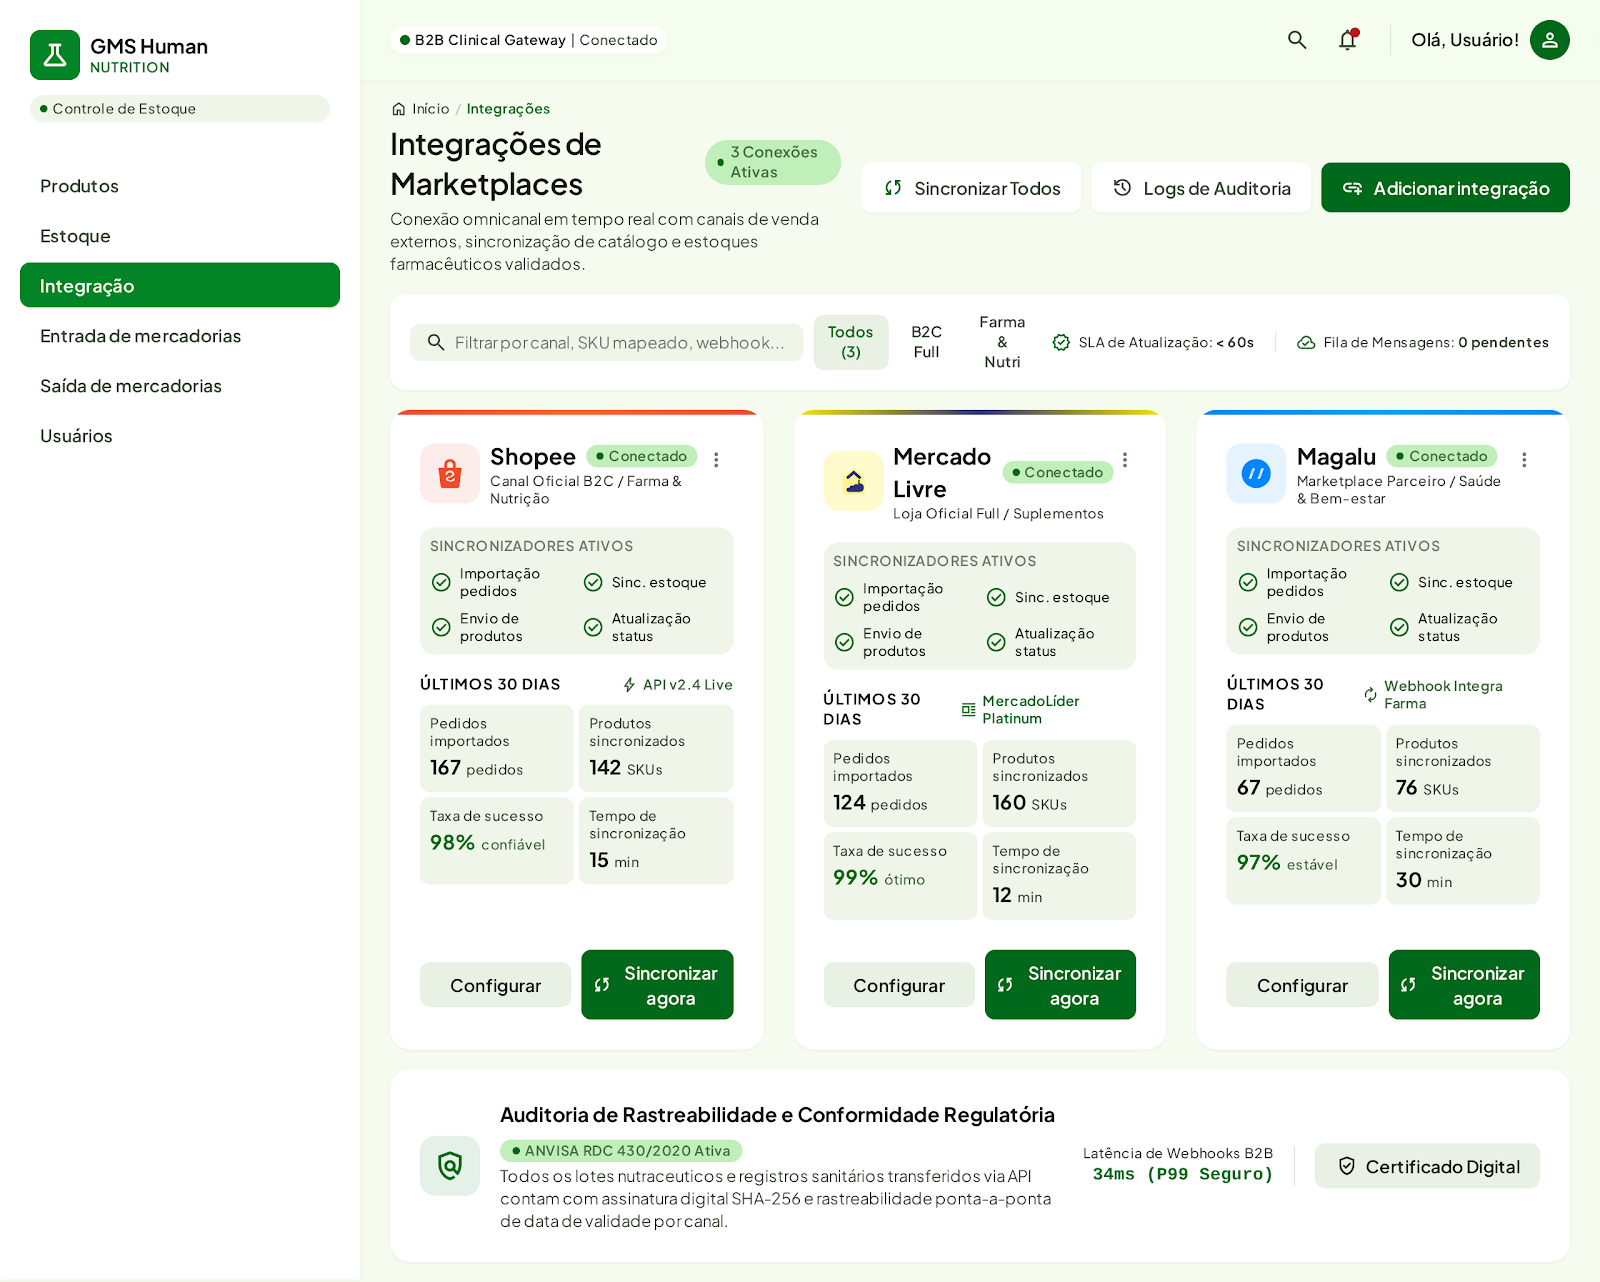 GMS Human
NUTRITION
Controle de Estoque
Produtos
Estoque
Integração
Entrada de mercadorias
Saída de mercadorias
Usuários
B2B Clinical Gateway | Conectado
Olá, Usuário!
Início / Integrações
Integrações de
Marketplaces
3 Conexões
Ativas
Conexão omnicanal em tempo real com canais de venda
externos, sincronização de catálogo e estoques
farmacêuticos validados.
Sincronizar Todos
Logs de Auditoria
Adicionar integração
Filtrar por canal, SKU mapeado, webhook...
Todos
(3)
B2C
Full
Farma
&
Nutri
SLA de Atualização: < 60s
Fila de Mensagens: 0 pendentes
Shopee
Conectado
Canal Oficial B2C / Farma &
Nutrição
SINCRONIZADORES ATIVOS
Importação
pedidos
Sinc. estoque
Envio de
produtos
Atualização
status
ÚLTIMOS 30 DIAS
API v2.4 Live
Pedidos
importados
167 pedidos
Produtos
sincronizados
142 SKUs
Taxa de sucesso
98% confiável
Tempo de
sincronização
15 min
Configurar
Sincronizar
agora
Mercado
Livre
Conectado
Loja Oficial Full / Suplementos
SINCRONIZADORES ATIVOS
Importação
pedidos
Sinc. estoque
Envio de
produtos
Atualização
status
ÚLTIMOS 30
DIAS
MercadoLíder
Platinum
Pedidos
importados
124 pedidos
Produtos
sincronizados
160 SKUs
Taxa de sucesso
99% ótimo
Tempo de
sincronização
12 min
Configurar
Sincronizar
agora
Magalu
Conectado
Marketplace Parceiro / Saúde
& Bem-estar
SINCRONIZADORES ATIVOS
Importação
pedidos
Sinc. estoque
Envio de
produtos
Atualização
status
ÚLTIMOS 30
DIAS
Webhook Integra
Farma
Pedidos
importados
67 pedidos
Produtos
sincronizados
76 SKUs
Taxa de sucesso
97% estável
Tempo de
sincronização
30 min
Configurar
Sincronizar
agora
Auditoria de Rastreabilidade e Conformidade Regulatória
ANVISA RDC 430/2020 Ativa
Todos os lotes nutraceuticos e registros sanitários transferidos via API
contam com assinatura digital SHA-256 e rastreabilidade ponta-a-ponta
de data de validade por canal.
Latência de Webhooks B2B
34ms (P99 Seguro)
Certificado Digital